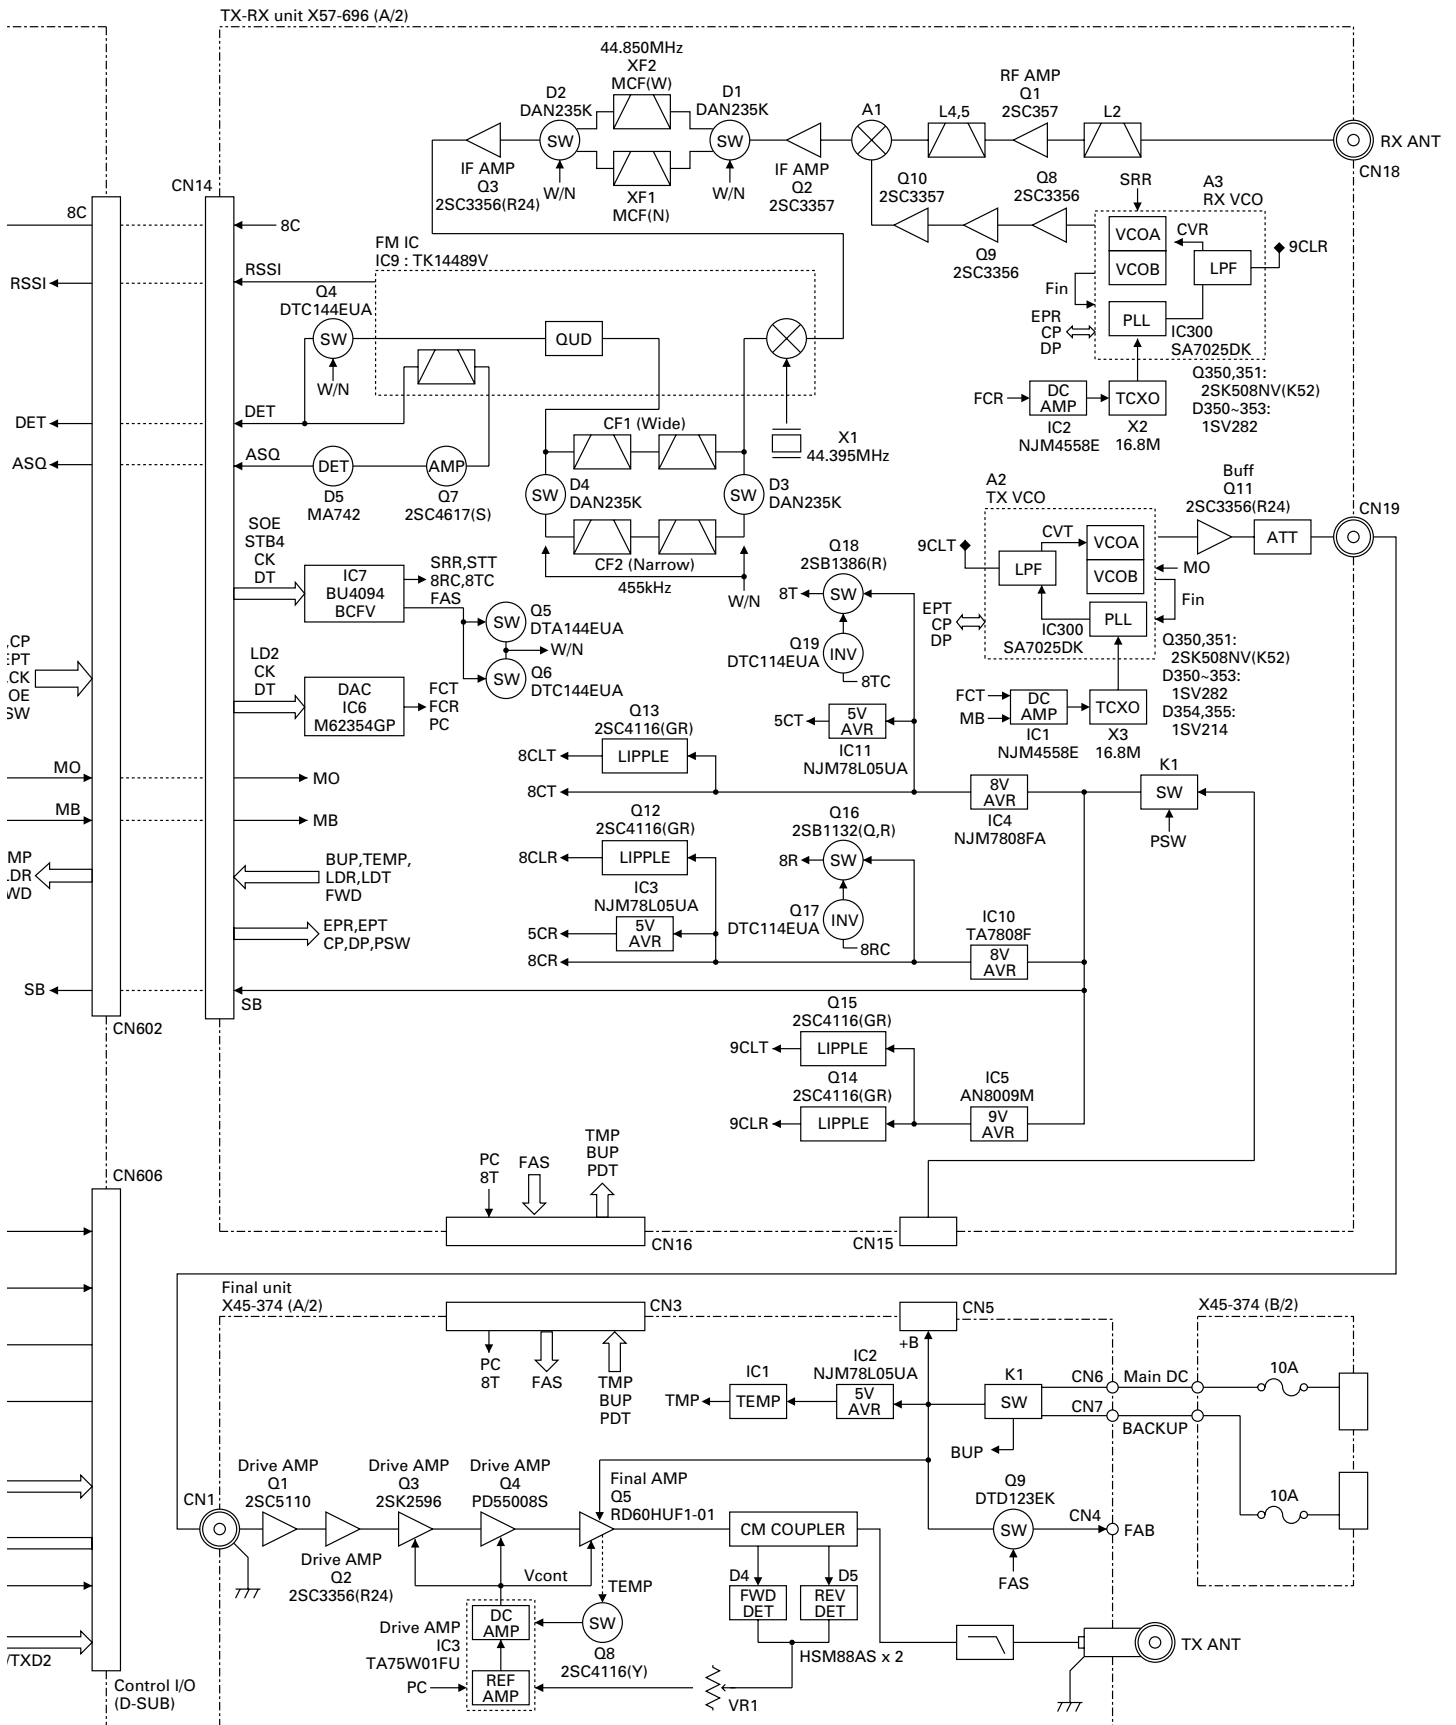 TX-RX unit X57-696 (A/2)
44.850MHz
XF2
MCF(W)
D2
DAN235K
D1
DAN235K
SW
SW
XF1
MCF(N)
W/N
W/N
IF AMP
Q3
2SC3356(R24)
IF AMP
Q2
2SC3357
A1
L4,5
RF AMP
Q1
2SC357
L2
RX ANT
CN18
Q10
2SC3357
Q9
2SC3356
Q8
2SC3356
SRR
A3
RX VCO
VCOA
VCOB
CVR
LPF
9CLR
Fin
PLL
EPR
CP
DP
IC300
SA7025DK
FCR
DC
AMP
IC2
NJM4558E
TCXO
X2
16.8M
Q350,351:
2SK508NV(K52)
D350~353:
1SV282
CN14
8C
8C
RSSI
RSSI
FM IC
IC9 : TK14489V
Q4
DTC144EUA
SW
W/N
QUD
X1
44.395MHz
DET
DET
ASQ
ASQ
DET
D5
MA742
AMP
Q7
2SC4617(S)
CF1 (Wide)
SW
D4
DAN235K
SW
D3
DAN235K
CF2 (Narrow)
455kHz
W/N
SOE
STB4
CK
DT
IC7
BU4094
BCFV
SRR,STT
8RC,8TC
FAS
SW
Q5
DTA144EUA
W/N
SW
Q6
DTC144EUA
LD2
CK
DT
DAC
IC6
M62354GP
FCT
FCR
PC
,CP
EPT
,CK
OE
SW
Q18
2SB1386(R)
8T
SW
Q19
DTC114EUA
INV
8TC
5CT
5V
AVR
IC11
NJM78L05UA
A2
TX VCO
9CLT
LPF
CVT
VCOA
VCOB
MO
Fin
PLL
EPT
CP
DP
IC300
SA7025DK
FCT
MB
DC
AMP
IC1
NJM4558E
TCXO
X3
16.8M
Q350,351:
2SK508NV(K52)
D350~353:
1SV282
D354,355:
1SV214
Buff
Q11
2SC3356(R24)
ATT
CN19
Q13
2SC4116(GR)
8CLT
LIPPLE
8CT
8V
AVR
IC4
NJM7808FA
K1
SW
PSW
MO
MO
MB
MB
Q12
2SC4116(GR)
8CLR
LIPPLE
IC3
NJM78L05UA
5CR
5V
AVR
8CR
Q16
2SB1132(Q,R)
8R
SW
Q17
DTC114EUA
INV
8RC
IC10
TA7808F
8V
AVR
MP
LDR
WD
BUP,TEMP,
LDR,LDT
FWD
EPR,EPT
CP,DP,PSW
SB
SB
CN602
Q15
2SC4116(GR)
9CLT
LIPPLE
Q14
2SC4116(GR)
9CLR
LIPPLE
IC5
AN8009M
9V
AVR
CN606
PC
8T
FAS
TMP
BUP
PDT
CN16
CN15
Final unit
X45-374 (A/2)
CN3
CN5
X45-374 (B/2)
PC
8T
FAS
TMP
BUP
PDT
+B
TMP
IC1
TEMP
IC2
NJM78L05UA
5V
AVR
K1
SW
BUP
CN6
Main DC
CN7
BACKUP
10A
10A
CN1
Drive AMP
Q1
2SC5110
Drive AMP
Q2
2SC3356(R24)
Drive AMP
Q3
2SK2596
Drive AMP
Q4
PD55008S
Final AMP
Q5
RD60HUF1-01
CM COUPLER
Q9
DTD123EK
SW
FAS
CN4
FAB
Vcont
TEMP
D4
FWD
DET
D5
REV
DET
HSM88AS x 2
Drive AMP
IC3
TA75W01FU
DC
AMP
REF
AMP
PC
SW
Q8
2SC4116(Y)
VR1
TX ANT
/TXD2
Control I/O
(D-SUB)